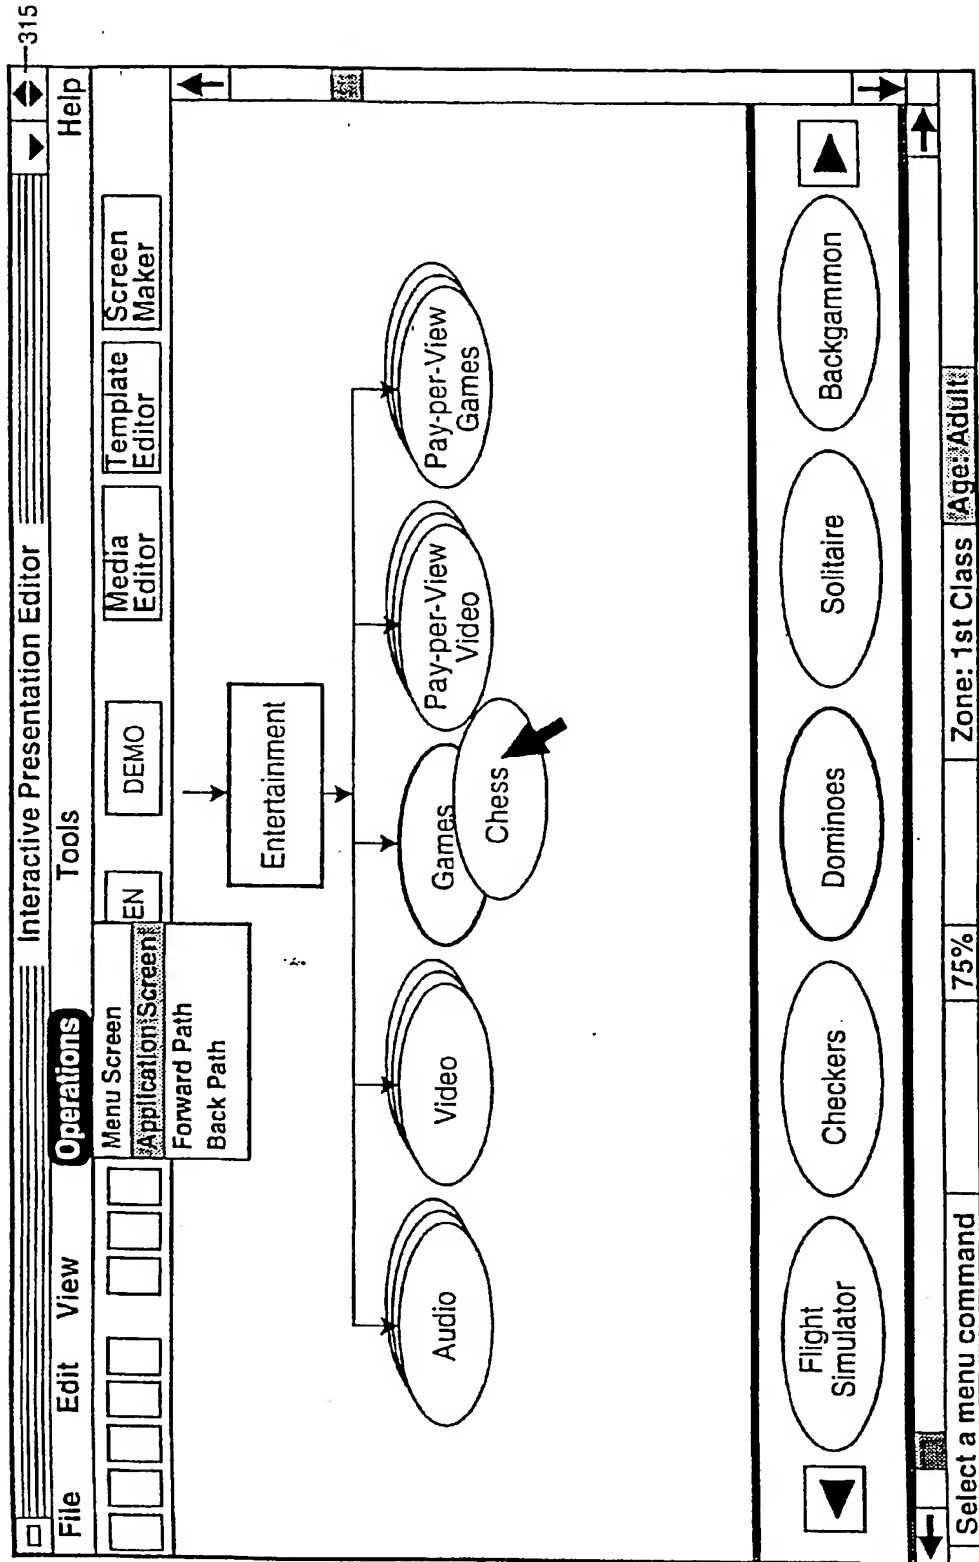 315
Interactive Presentation Editor
File Edit View Operations Tools Help
Menu Screen
Application Screen
Forward Path
Back Path
EN
DEMO
Media
Editor
Template
Editor
Screen
Maker
Entertainment
Audio
Video
Games
Pay-per-View
Video
Pay-per-View
Games
Chess
Flight
Simulator
Checkers
Dominoes
Solitaire
Backgammon
Select a menu command 75% Zone: 1st Class Age: Adult